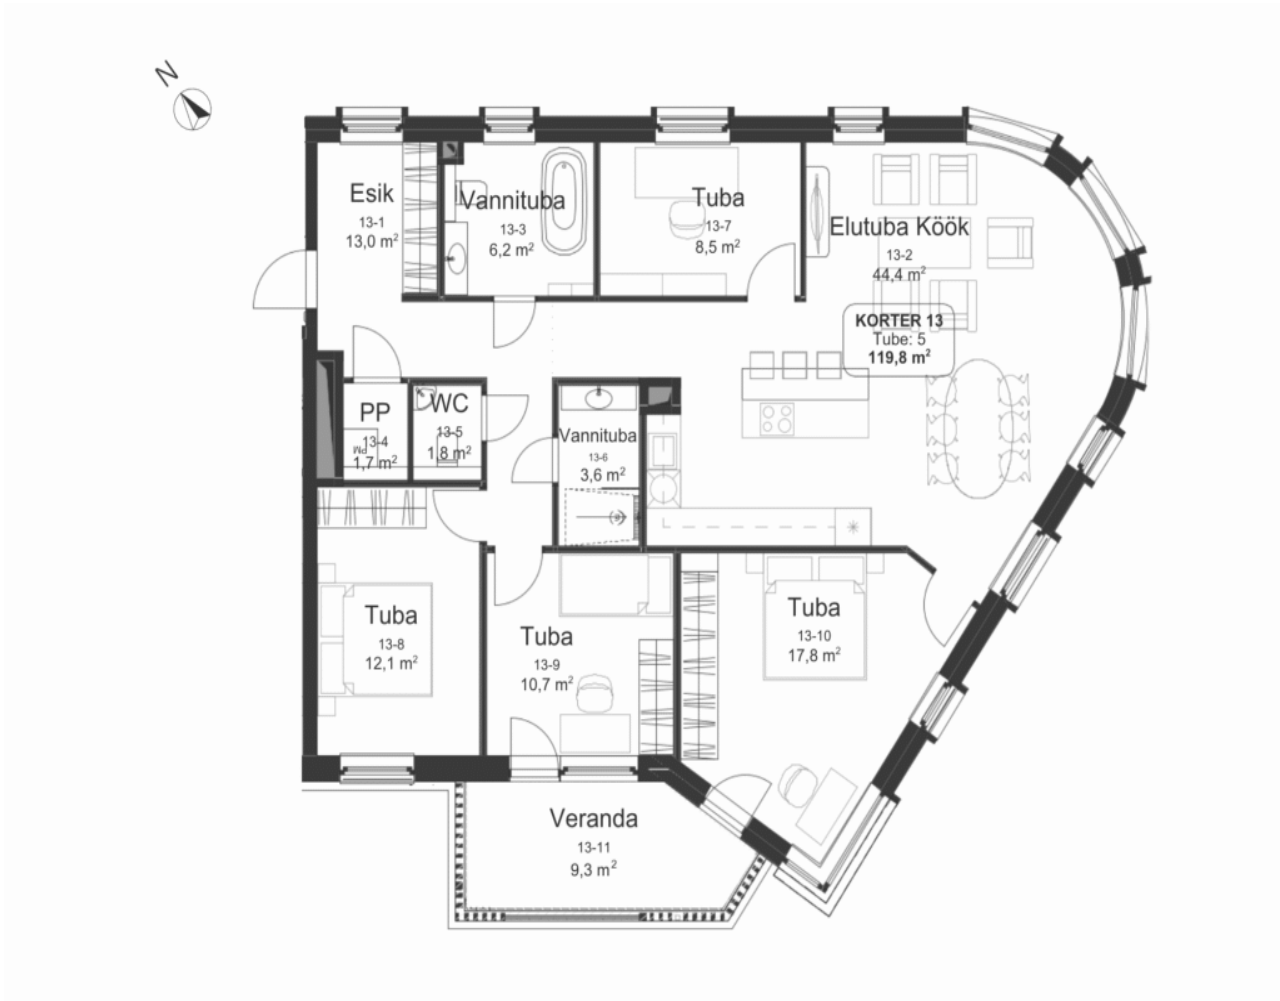 N
Esik
13-1
13,0 m²
Vannituba
13-3
6,2 m²
Tuba
13-7
8,5 m²
Elutuba Köök
13-2
44,4 m²
KORTER 13
Tube: 5
119,8 m²
PP
13-4
PM
1,7 m²
WC
13-5
1,8 m²
Vannituba
13-6
3,6 m²
Tuba
13-8
12,1 m²
Tuba
13-9
10,7 m²
Tuba
13-10
17,8 m²
Veranda
13-11
9,3 m²